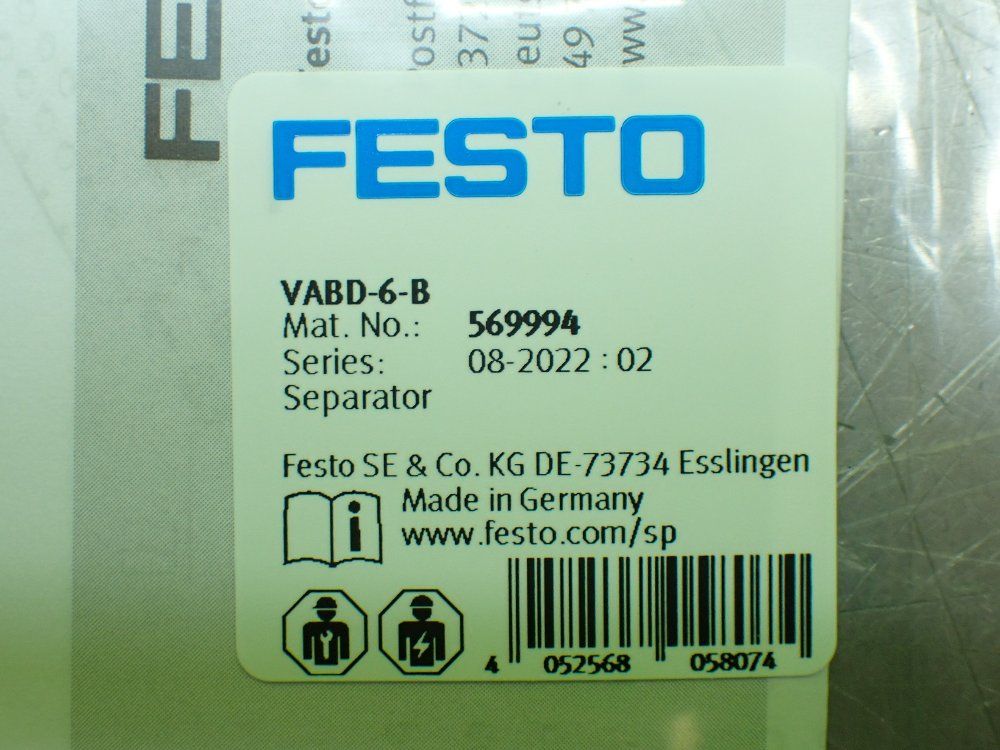 FESTO
VABD-6-B
Mat. No.: 569994
Series: 08-2022 : 02
Separator
Festo SE & Co. KG DE-73734 Esslingen
Made in Germany
www.festo.com/sp
4 052568 058074
FE